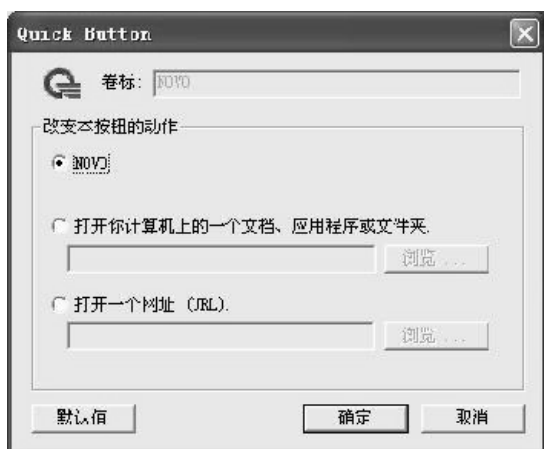 Quick Button
卷标: NOVO
改变本按钮的动作
NOVO
打开你计算机上的一个文档、应用程序或文件夹.
浏览 ...
打开一个网址 (URL).
浏览 ...
默认值 确定 取消